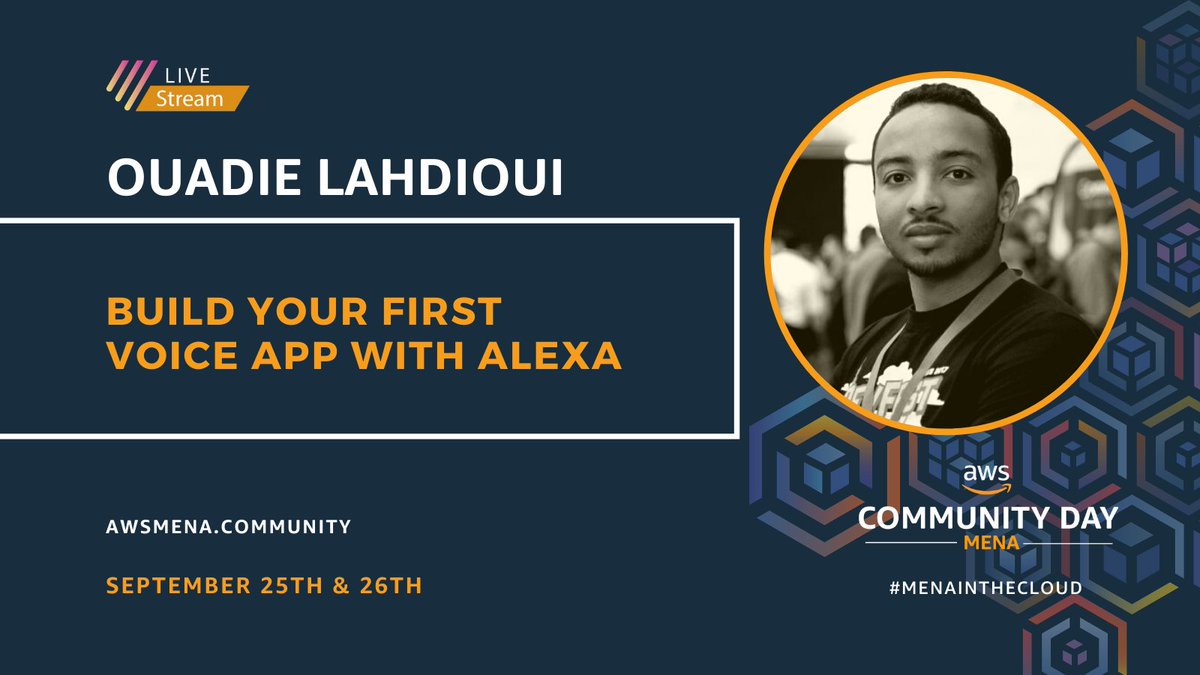 LIVE
Stream
OUADIE LAHDIOUI
BUILD YOUR FIRST
VOICE APP WITH ALEXA
AWSMENA.COMMUNITY
SEPTEMBER 25TH & 26TH
aws
COMMUNITY DAY
MENA
#MENAINTHECLOUD